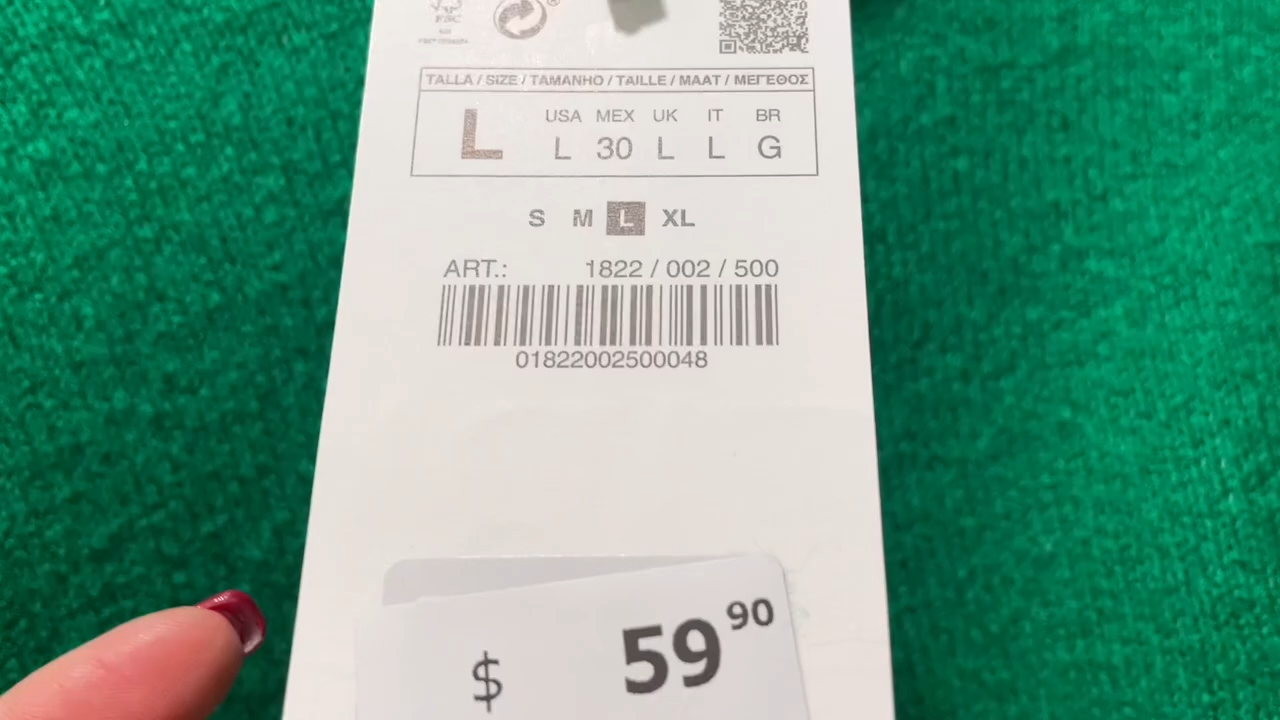 FSC
TALLA / SIZE / TAMANHO / TAILLE / MAAT / ΜΕΓΕΘΟΣ
L
USA MEX UK IT BR
L 30 L L G
S M L XL
ART.: 1822 / 002 / 500
01822002500048
$ 59 90